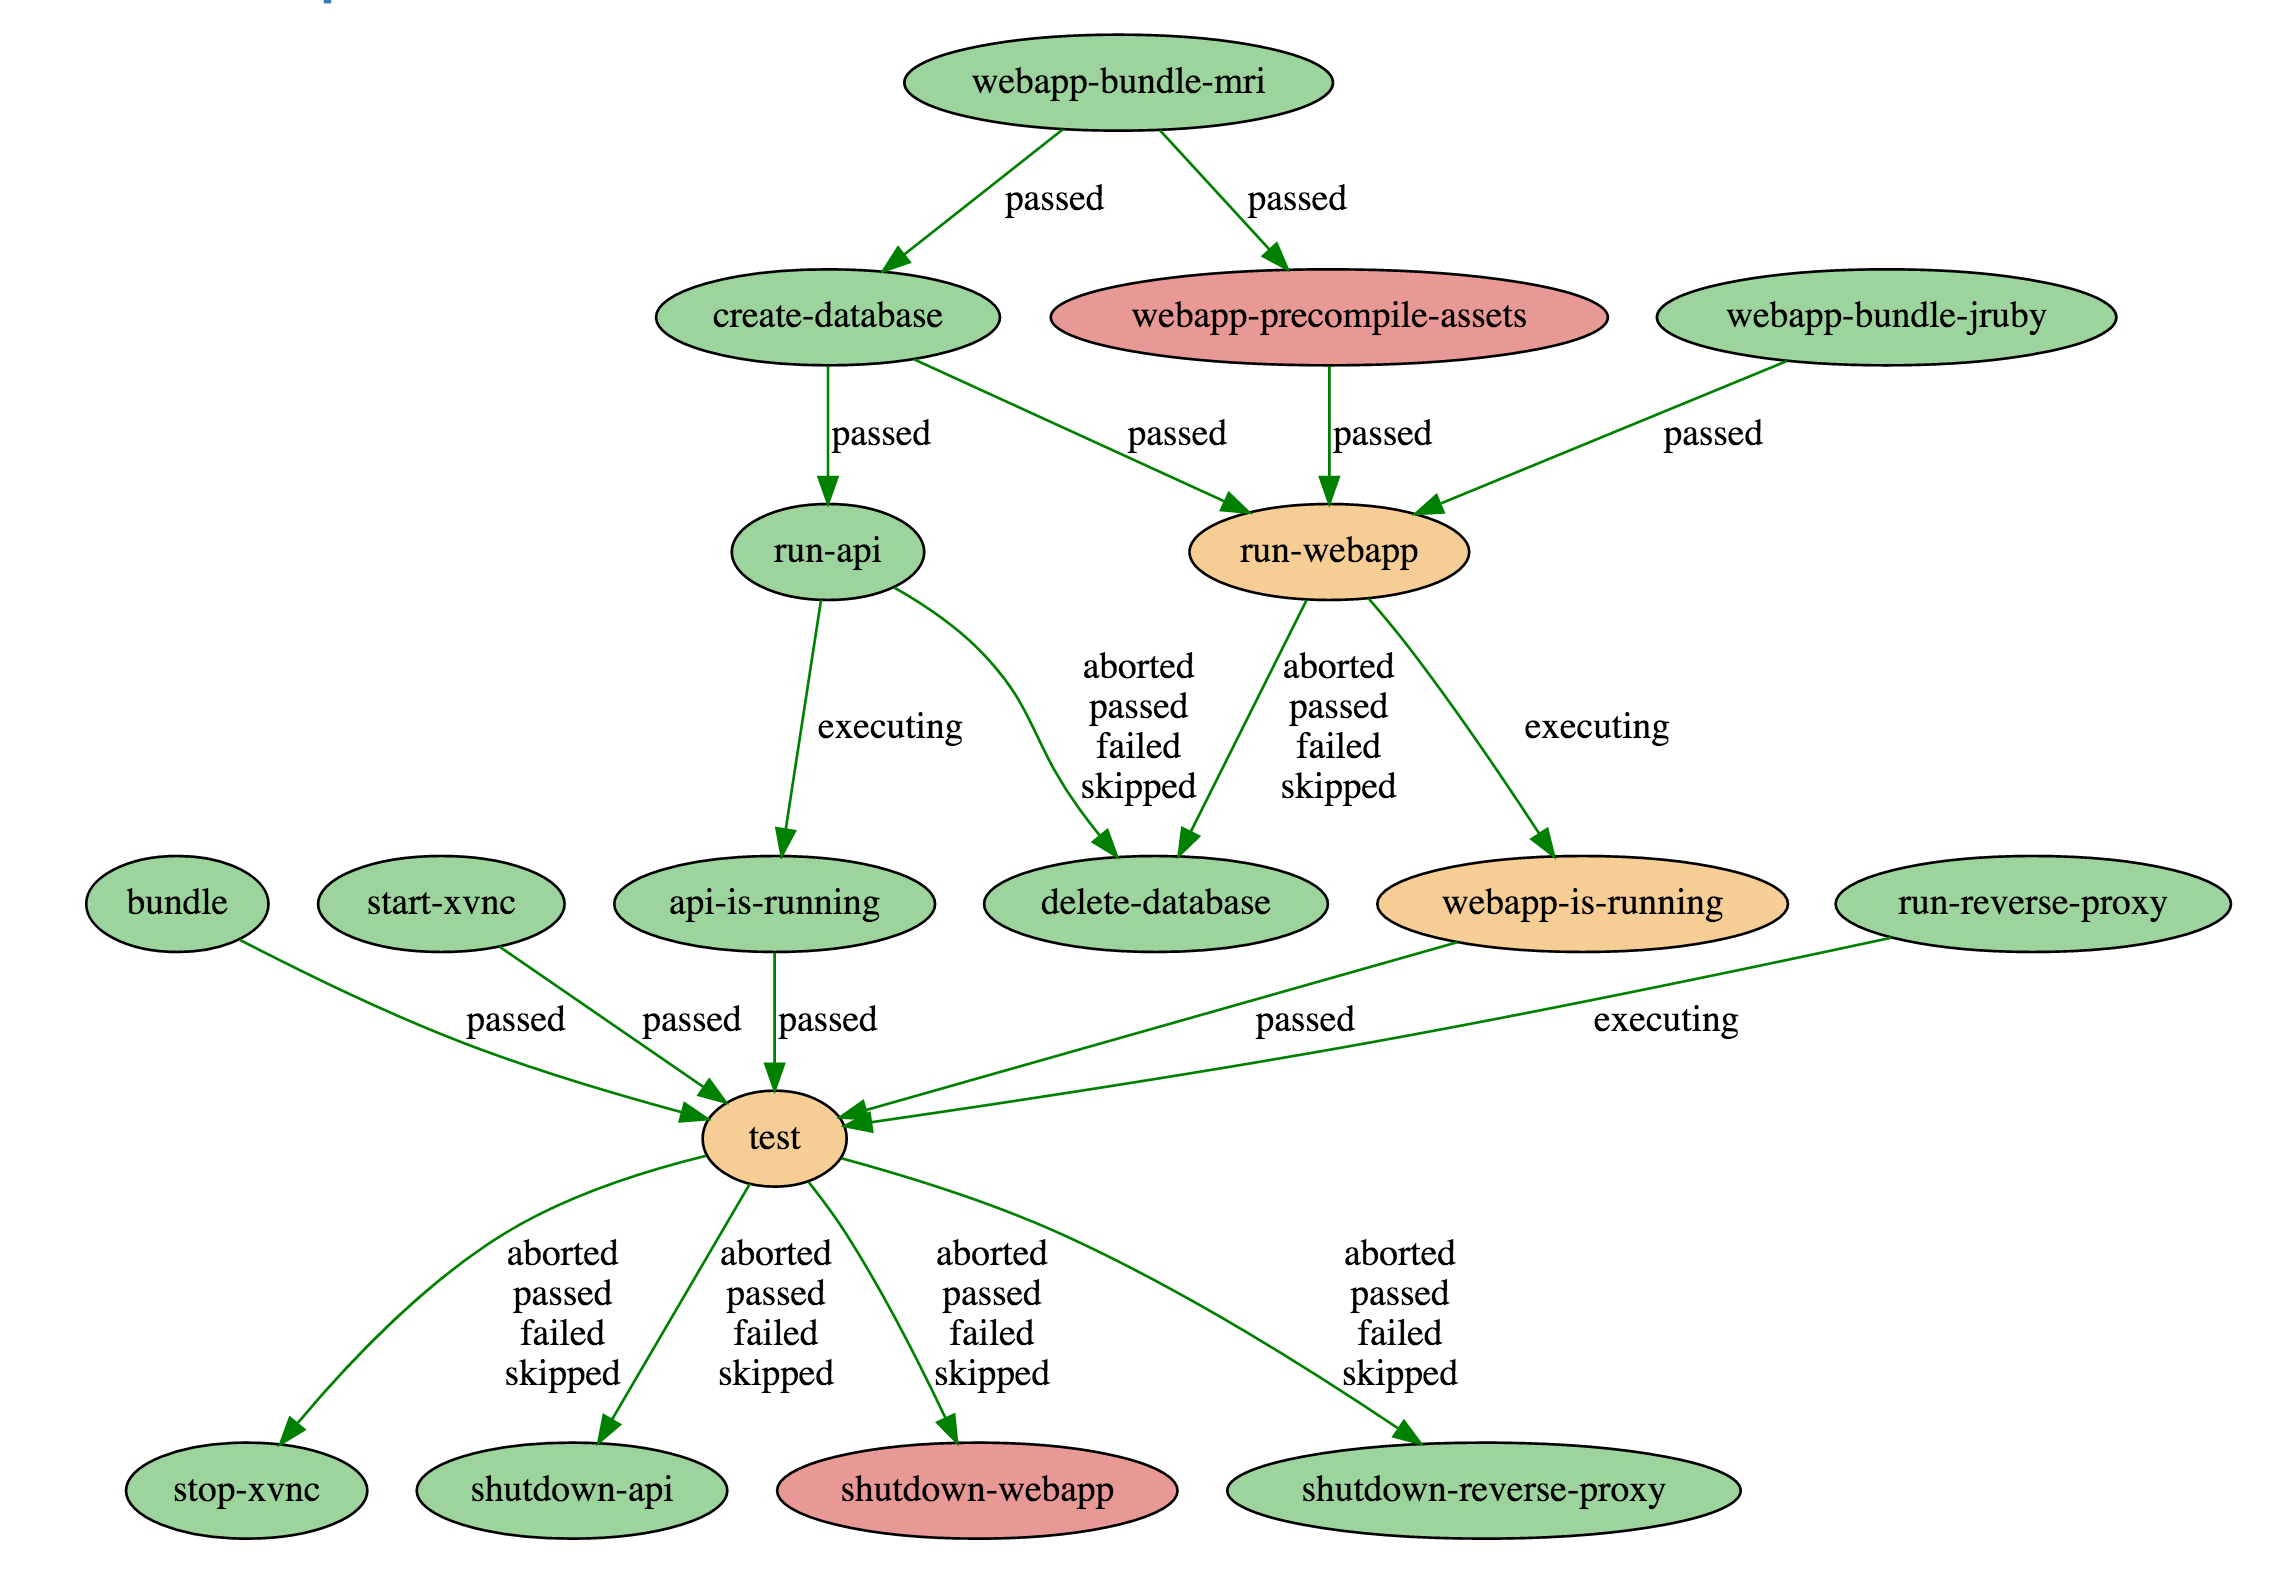 webapp-bundle-mri
passed
passed
create-database
webapp-precompile-assets
webapp-bundle-jruby
passed
passed
passed
passed
run-api
run-webapp
executing
aborted
passed
failed
skipped
aborted
passed
failed
skipped
executing
bundle
start-xvnc
api-is-running
delete-database
webapp-is-running
run-reverse-proxy
passed
passed
passed
passed
executing
test
aborted
passed
failed
skipped
aborted
passed
failed
skipped
aborted
passed
failed
skipped
aborted
passed
failed
skipped
stop-xvnc
shutdown-api
shutdown-webapp
shutdown-reverse-proxy